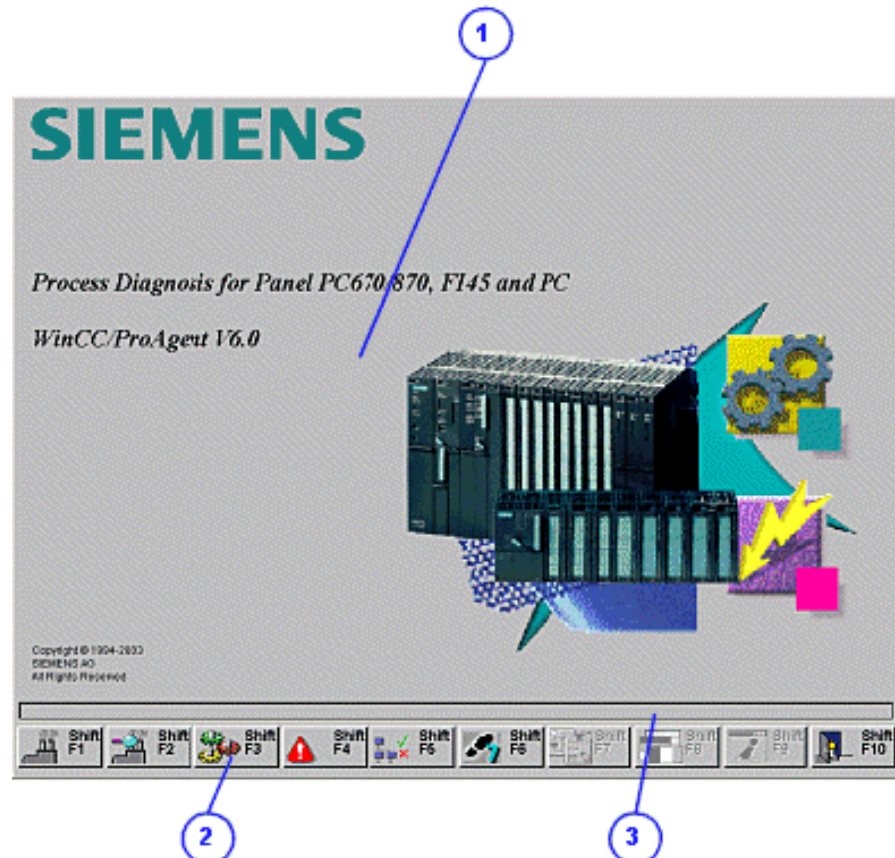 1
SIEMENS
Process Diagnosis for Panel PC670/870, FI45 and PC
WinCC/ProAgent V6.0
Copyright © 1994-2003
SIEMENS AG
All Rights Reserved
Shift F1
Shift F2
Shift F3
Shift F4
Shift F5
Shift F6
Shift F7
Shift F8
Shift F9
Shift F10
2
3